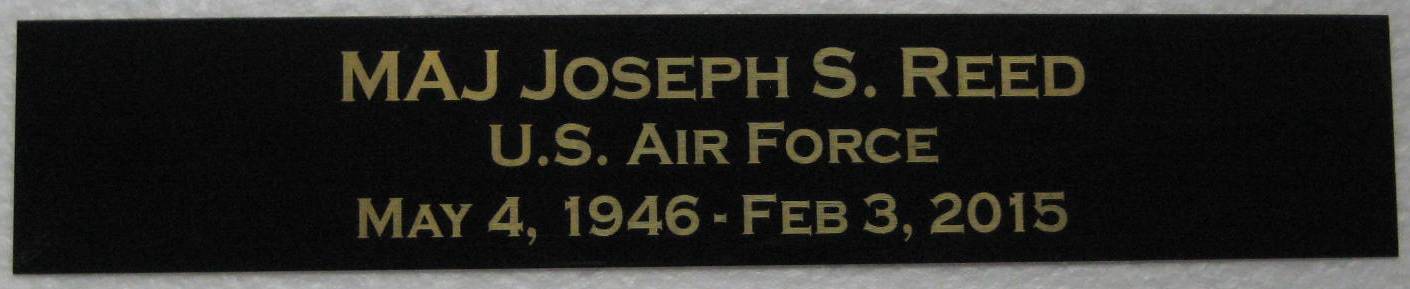 MAJ Joseph S. Reed
U.S. Air Force
May 4, 1946 - Feb 3, 2015